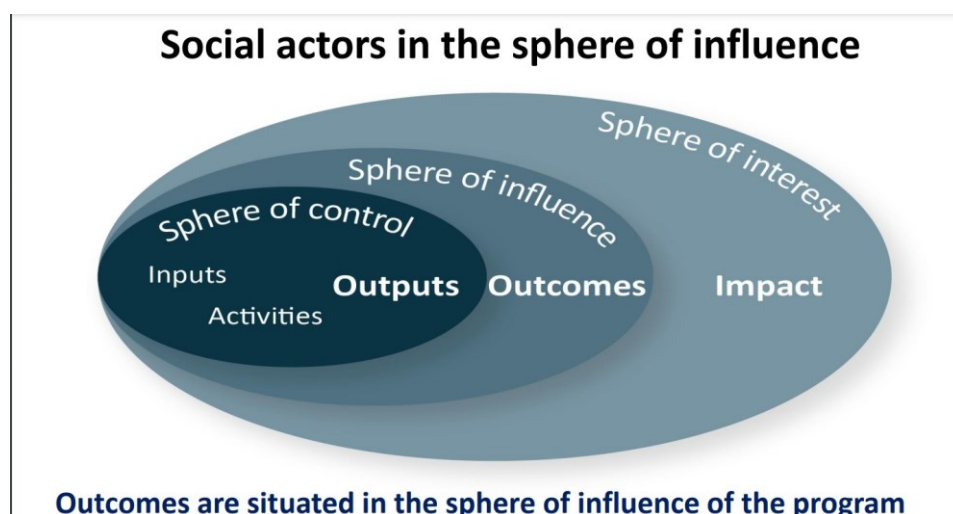 Social actors in the sphere of influence
Sphere of interest
Sphere of influence
Sphere of control
Inputs
Activities
Outputs
Outcomes
Impact
Outcomes are situated in the sphere of influence of the program